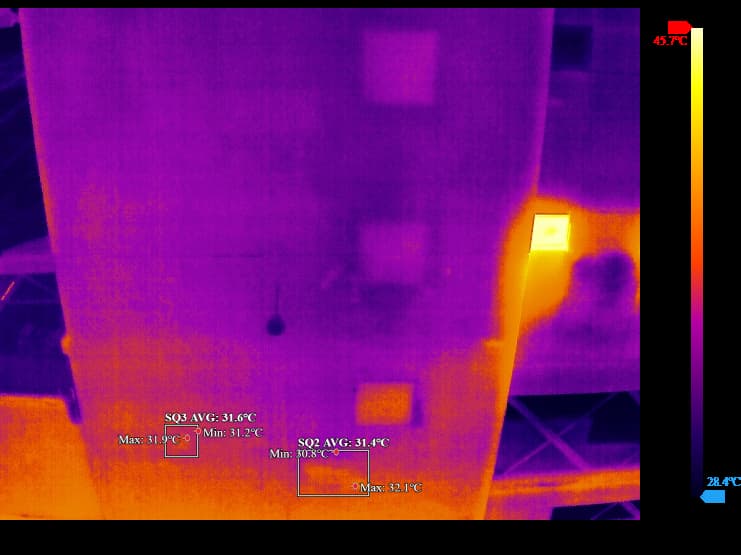 45.7℃
SQ3 AVG: 31.6℃
Min: 31.2℃
Max: 31.9℃
SQ2 AVG: 31.4℃
Min: 30.8℃
Max: 32.1℃
28.4℃